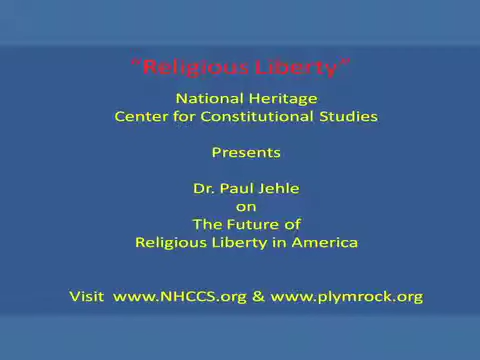 "Religious Liberty"
National Heritage
Center for Constitutional Studies
Presents
Dr. Paul Jehle
on
The Future of
Religious Liberty in America
Visit www.NHCCS.org & www.plymrock.org